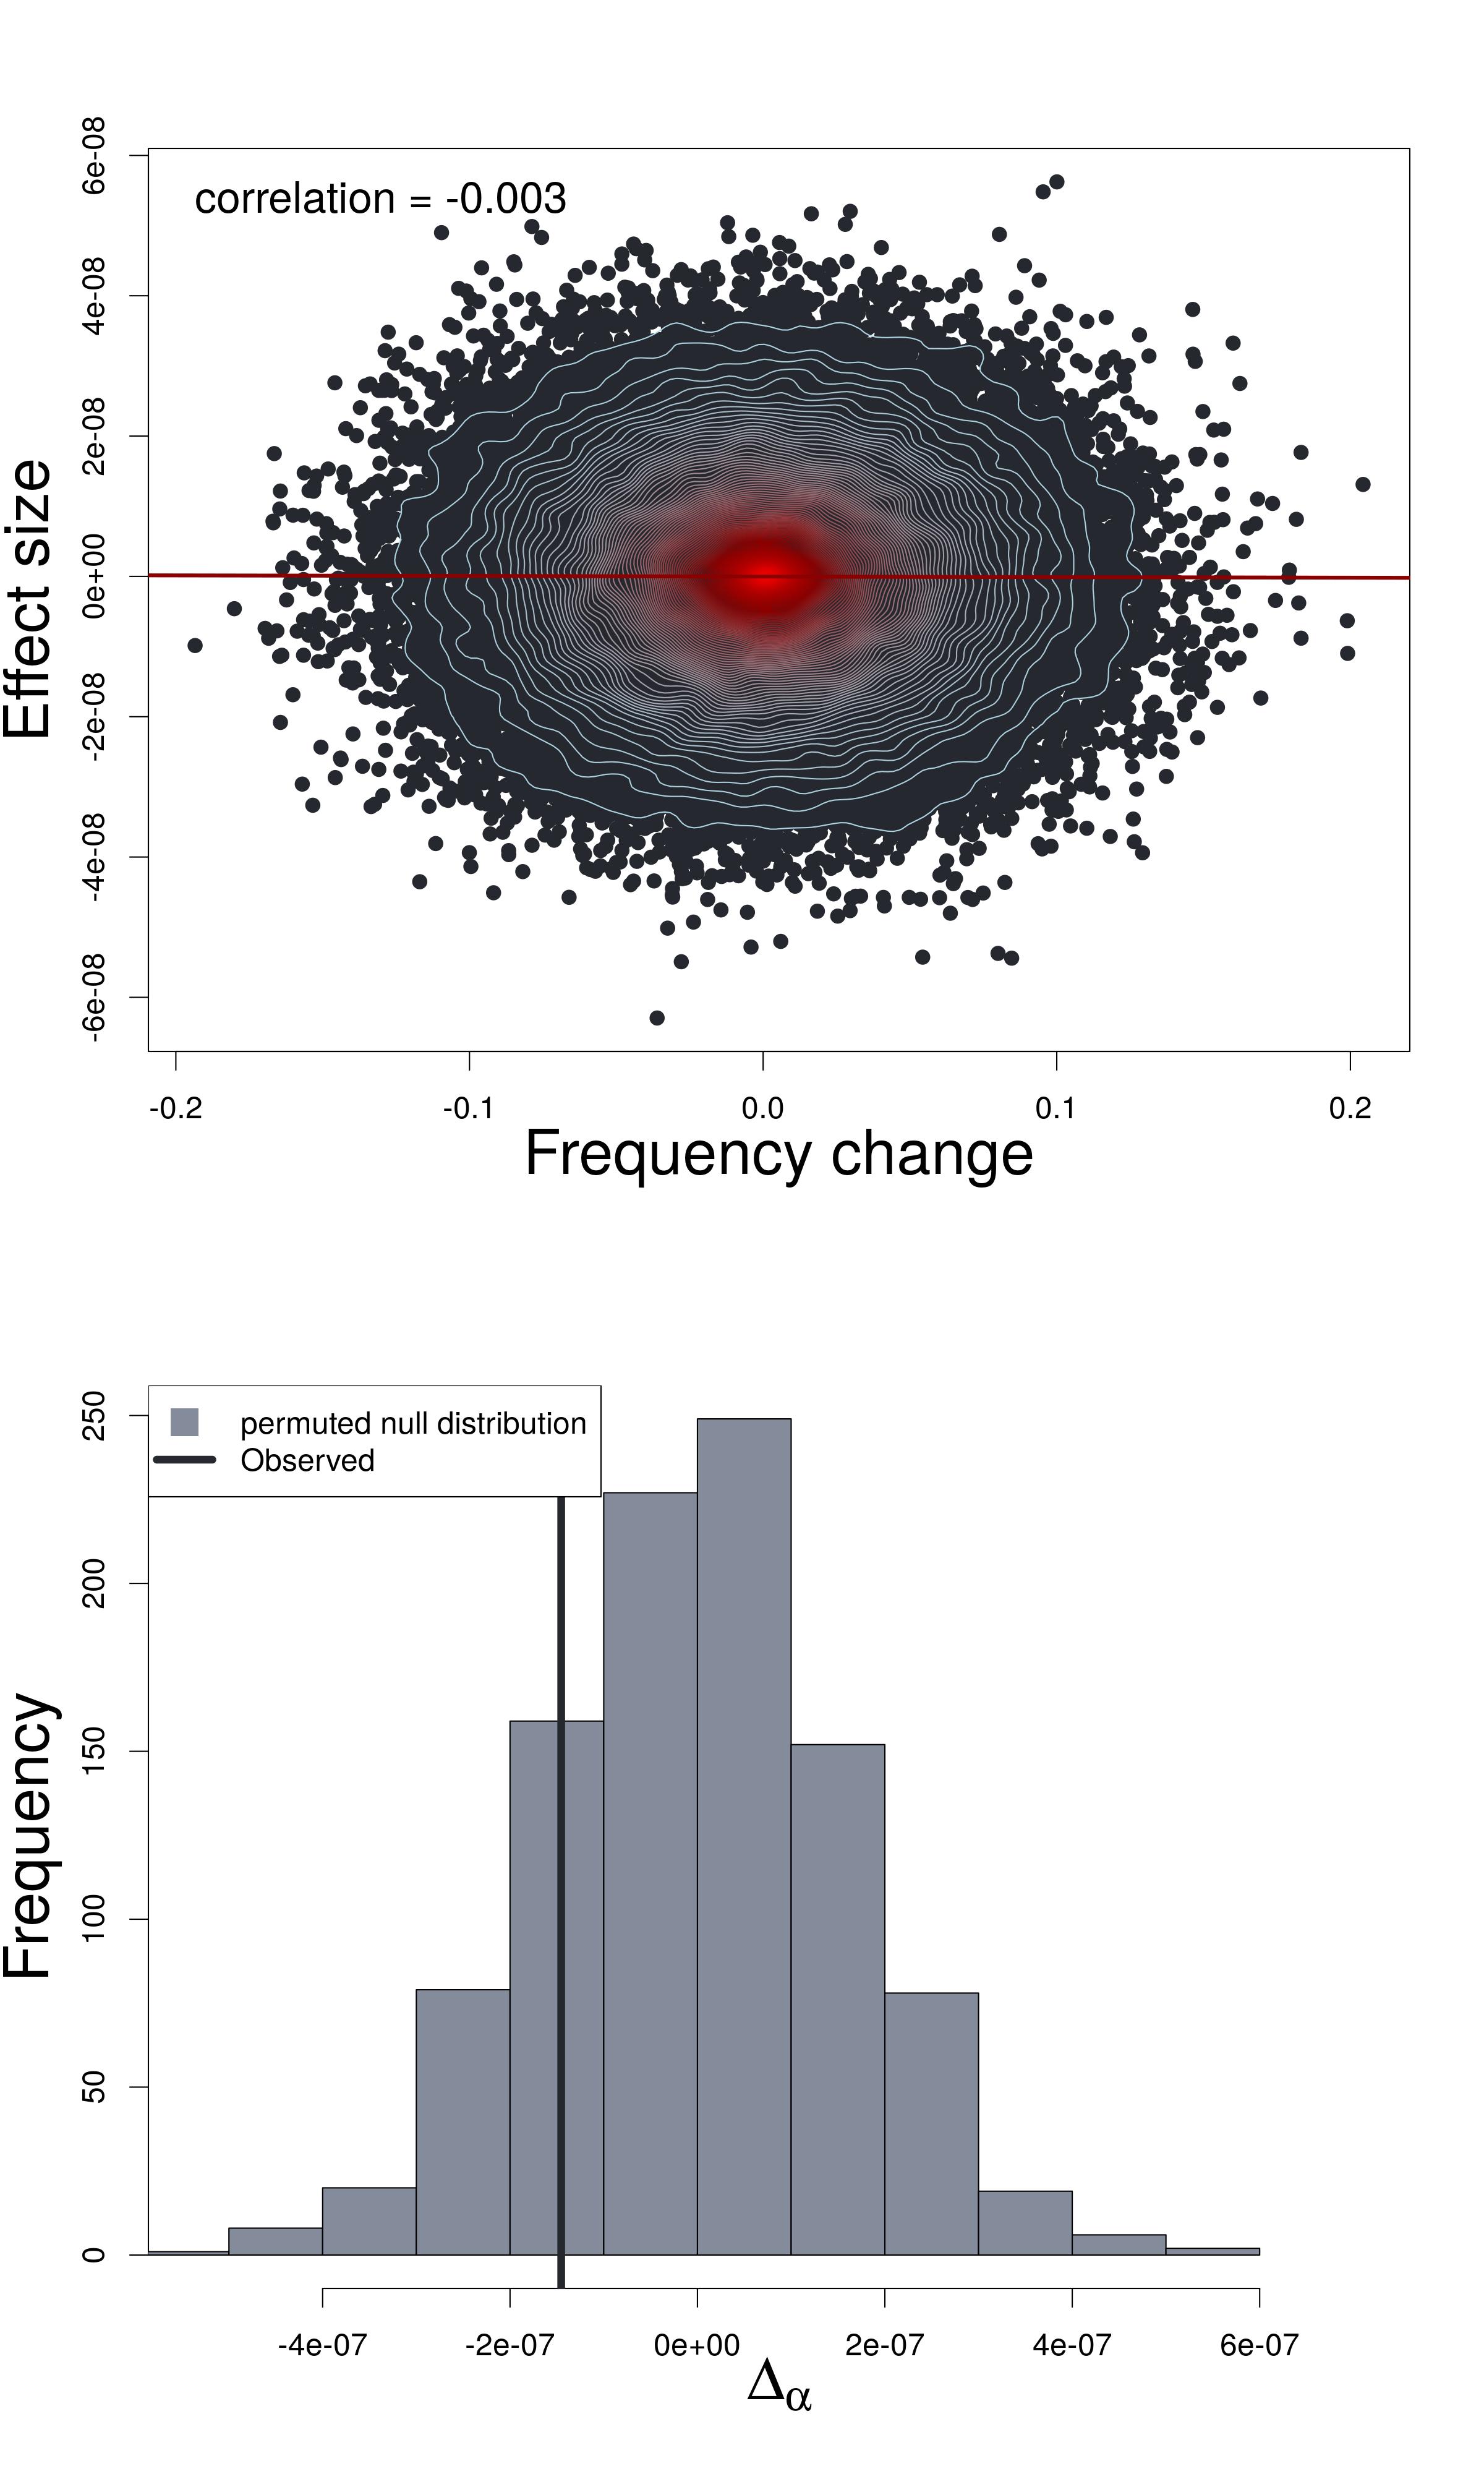 correlation = -0.003
Effect size
6e-08
4e-08
2e-08
0e+00
-2e-08
-4e-08
-6e-08
-0.2 -0.1 0.0 0.1 0.2
Frequency change
permuted null distribution
Observed
Frequency
250
200
150
100
50
0
-4e-07 -2e-07 0e+00 2e-07 4e-07 6e-07
Δα